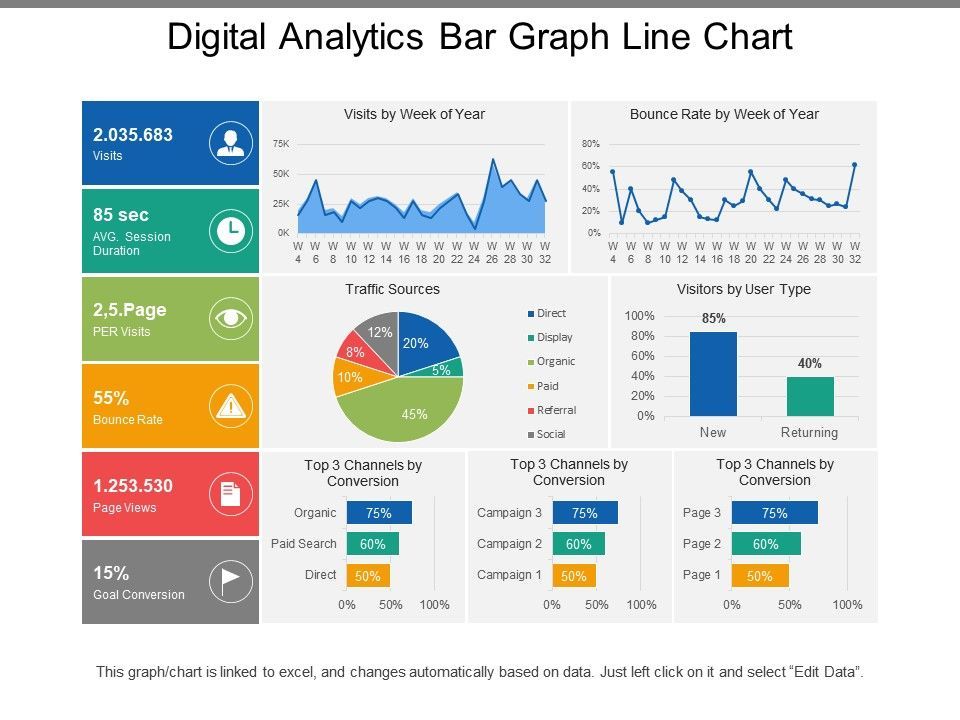 Digital Analytics Bar Graph Line Chart
2.035.683
Visits
85 sec
AVG. Session
Duration
2,5.Page
PER Visits
55%
Bounce Rate
1.253.530
Page Views
15%
Goal Conversion
Visits by Week of Year
75K
50K
25K
0K
W W W W W W W W W W W W W W W
4 6 8 10 12 14 16 18 20 22 24 26 28 30 32
Bounce Rate by Week of Year
80%
60%
40%
20%
0%
W W W W W W W W W W W W W W W
4 6 8 10 12 14 16 18 20 22 24 26 28 30 32
Traffic Sources
12%
20%
8%
5%
10%
45%
Direct
Display
Organic
Paid
Referral
Social
Visitors by User Type
100%
80%
60%
40%
20%
0%
85%
40%
New Returning
Top 3 Channels by
Conversion
Organic 75%
Paid Search 60%
Direct 50%
0% 50% 100%
Top 3 Channels by
Conversion
Campaign 3 75%
Campaign 2 60%
Campaign 1 50%
0% 50% 100%
Top 3 Channels by
Conversion
Page 3 75%
Page 2 60%
Page 1 50%
0% 50% 100%
This graph/chart is linked to excel, and changes automatically based on data. Just left click on it and select “Edit Data”.